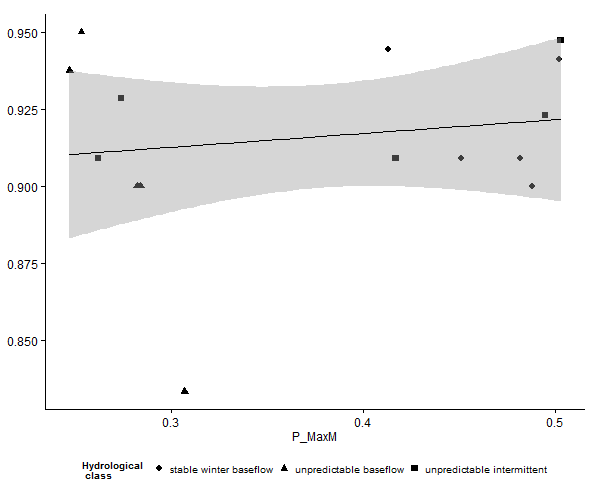 0.950
0.925
0.900
0.875
0.850
0.3 0.4 0.5
P_MaxM
Hydrological
class
stable winter baseflow unpredictable baseflow unpredictable intermittent